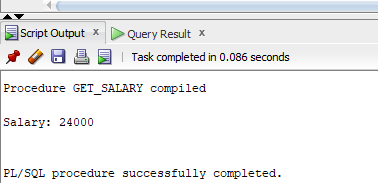 Script Output x Query Result x
Task completed in 0.086 seconds
Procedure GET_SALARY compiled
Salary: 24000
PL/SQL procedure successfully completed.